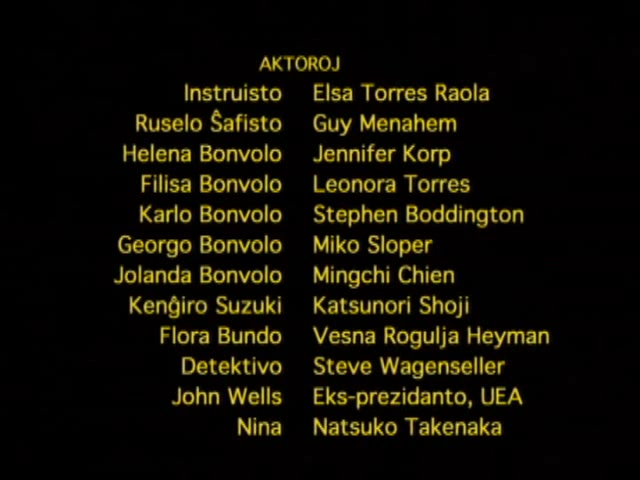 AKTOROJ
Instruisto Elsa Torres Raola
Ruselo Ŝafisto Guy Menahem
Helena Bonvolo Jennifer Korp
Filisa Bonvolo Leonora Torres
Karlo Bonvolo Stephen Boddington
Georgo Bonvolo Miko Sloper
Jolanda Bonvolo Mingchi Chien
Kenĝiro Suzuki Katsunori Shoji
Flora Bundo Vesna Rogulja Heyman
Detektivo Steve Wagenseller
John Wells Eks-prezidanto, UEA
Nina Natsuko Takenaka